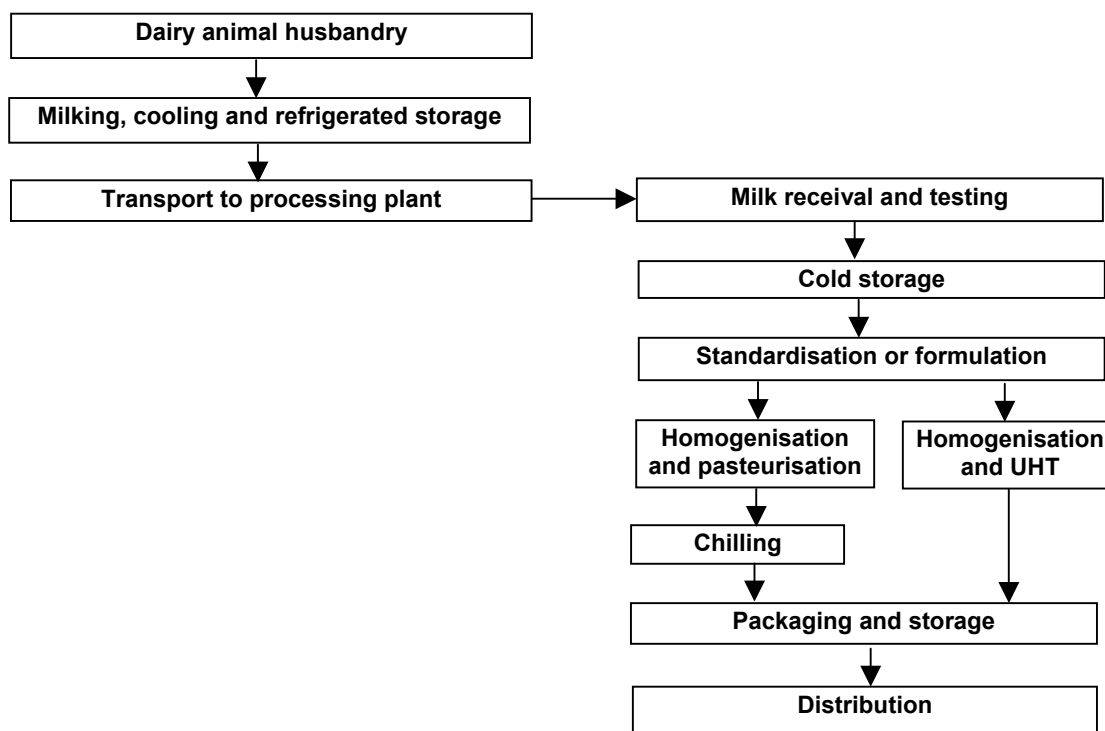 Dairy animal husbandry
Milking, cooling and refrigerated storage
Transport to processing plant
Milk receival and testing
Cold storage
Standardisation or formulation
Homogenisation
and pasteurisation
Homogenisation
and UHT
Chilling
Packaging and storage
Distribution